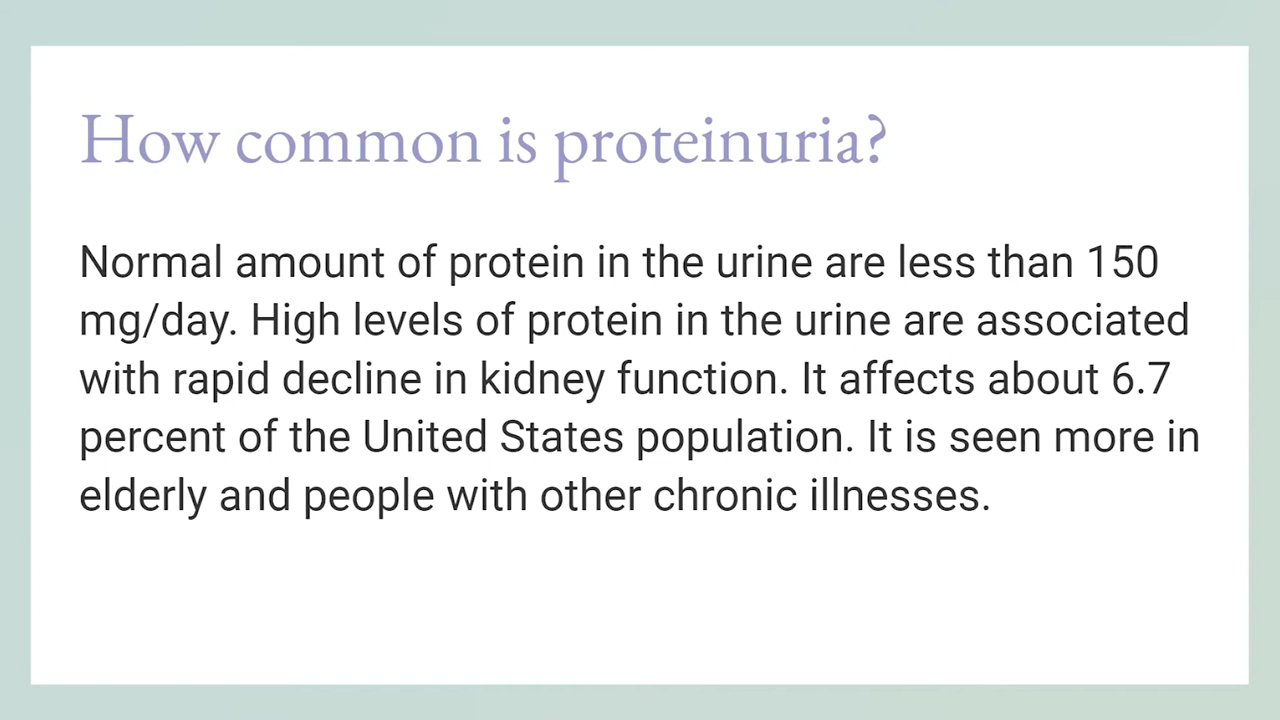 How common is proteinuria?
Normal amount of protein in the urine are less than 150
mg/day. High levels of protein in the urine are associated
with rapid decline in kidney function. It affects about 6.7
percent of the United States population. It is seen more in
elderly and people with other chronic illnesses.